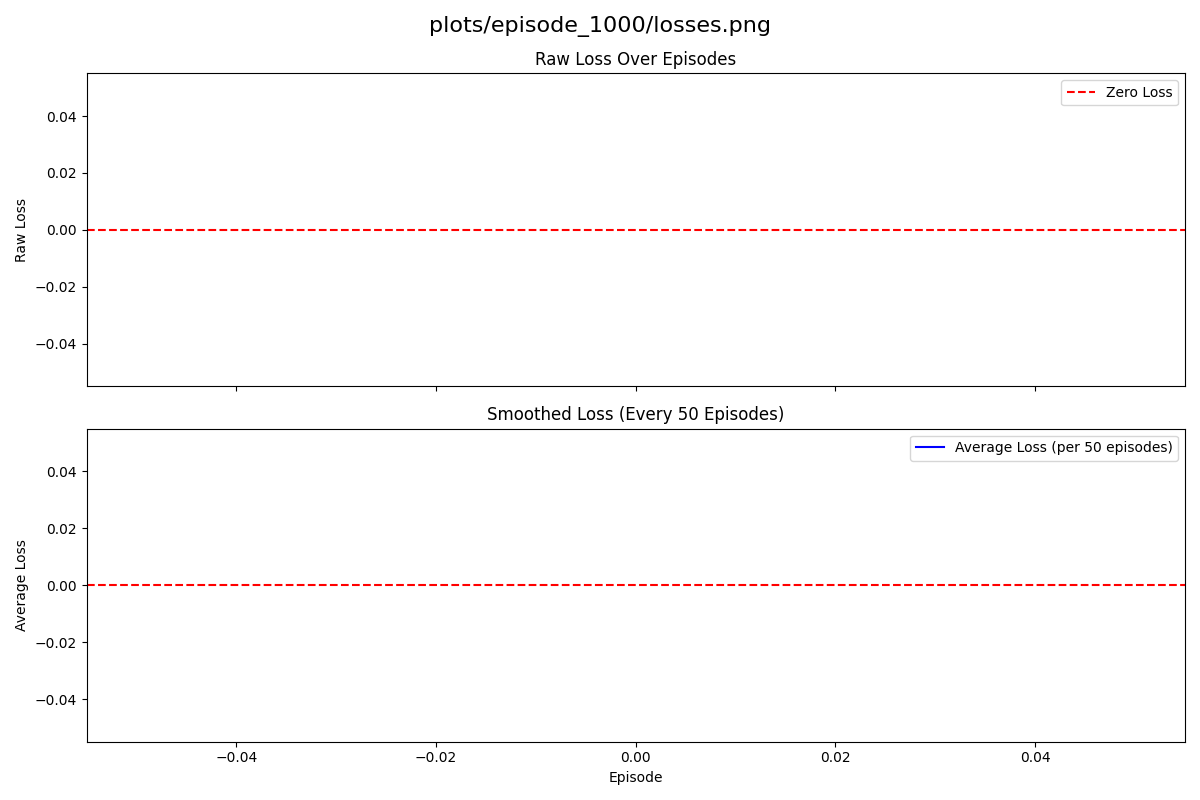 plots/episode_1000/losses.png
Raw Loss Over Episodes
Zero Loss
0.04
0.02
0.00
−0.02
−0.04
Raw Loss
Smoothed Loss (Every 50 Episodes)
Average Loss (per 50 episodes)
0.04
0.02
0.00
−0.02
−0.04
Average Loss
−0.04 −0.02 0.00 0.02 0.04
Episode